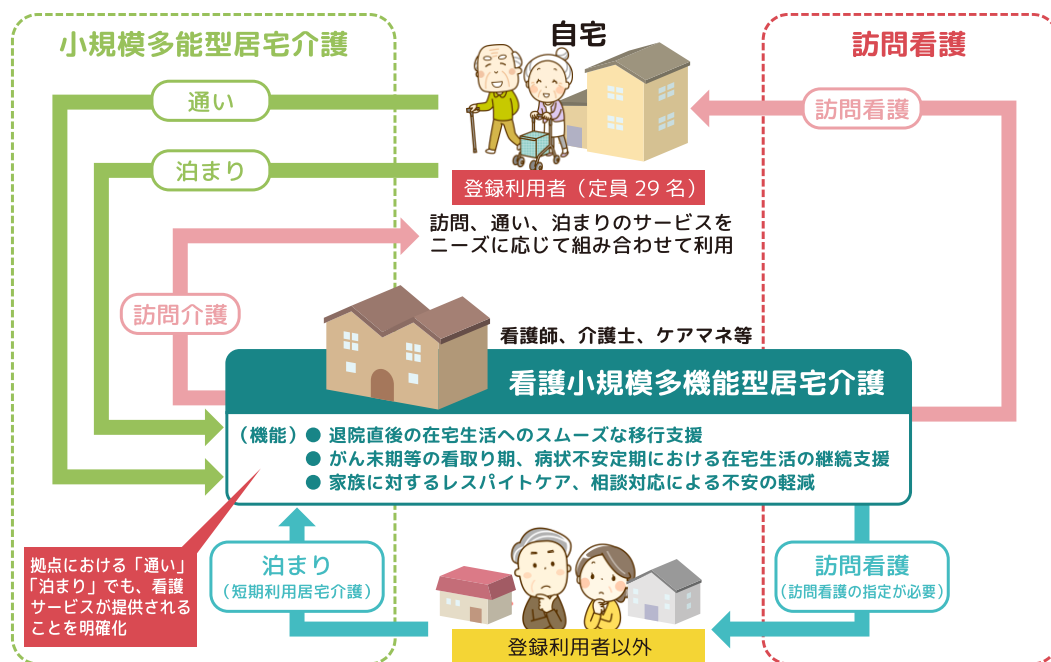 小規模多能型居宅介護
自宅
訪問看護
通い
訪問看護
泊まり
登録利用者（定員 29 名）
訪問、通い、泊まりのサービスを
ニーズに応じて組み合わせて利用
訪問介護
看護師、介護士、ケアマネ等
看護小規模多機能型居宅介護
（機能）● 退院直後の在宅生活へのスムーズな移行支援
● がん末期等の看取り期、病状不安定期における在宅生活の継続支援
● 家族に対するレスパイトケア、相談対応による不安の軽減
拠点における「通い」
「泊まり」でも、看護
サービスが提供される
ことを明確化
泊まり
（短期利用居宅介護）
訪問看護
（訪問看護の指定が必要）
登録利用者以外